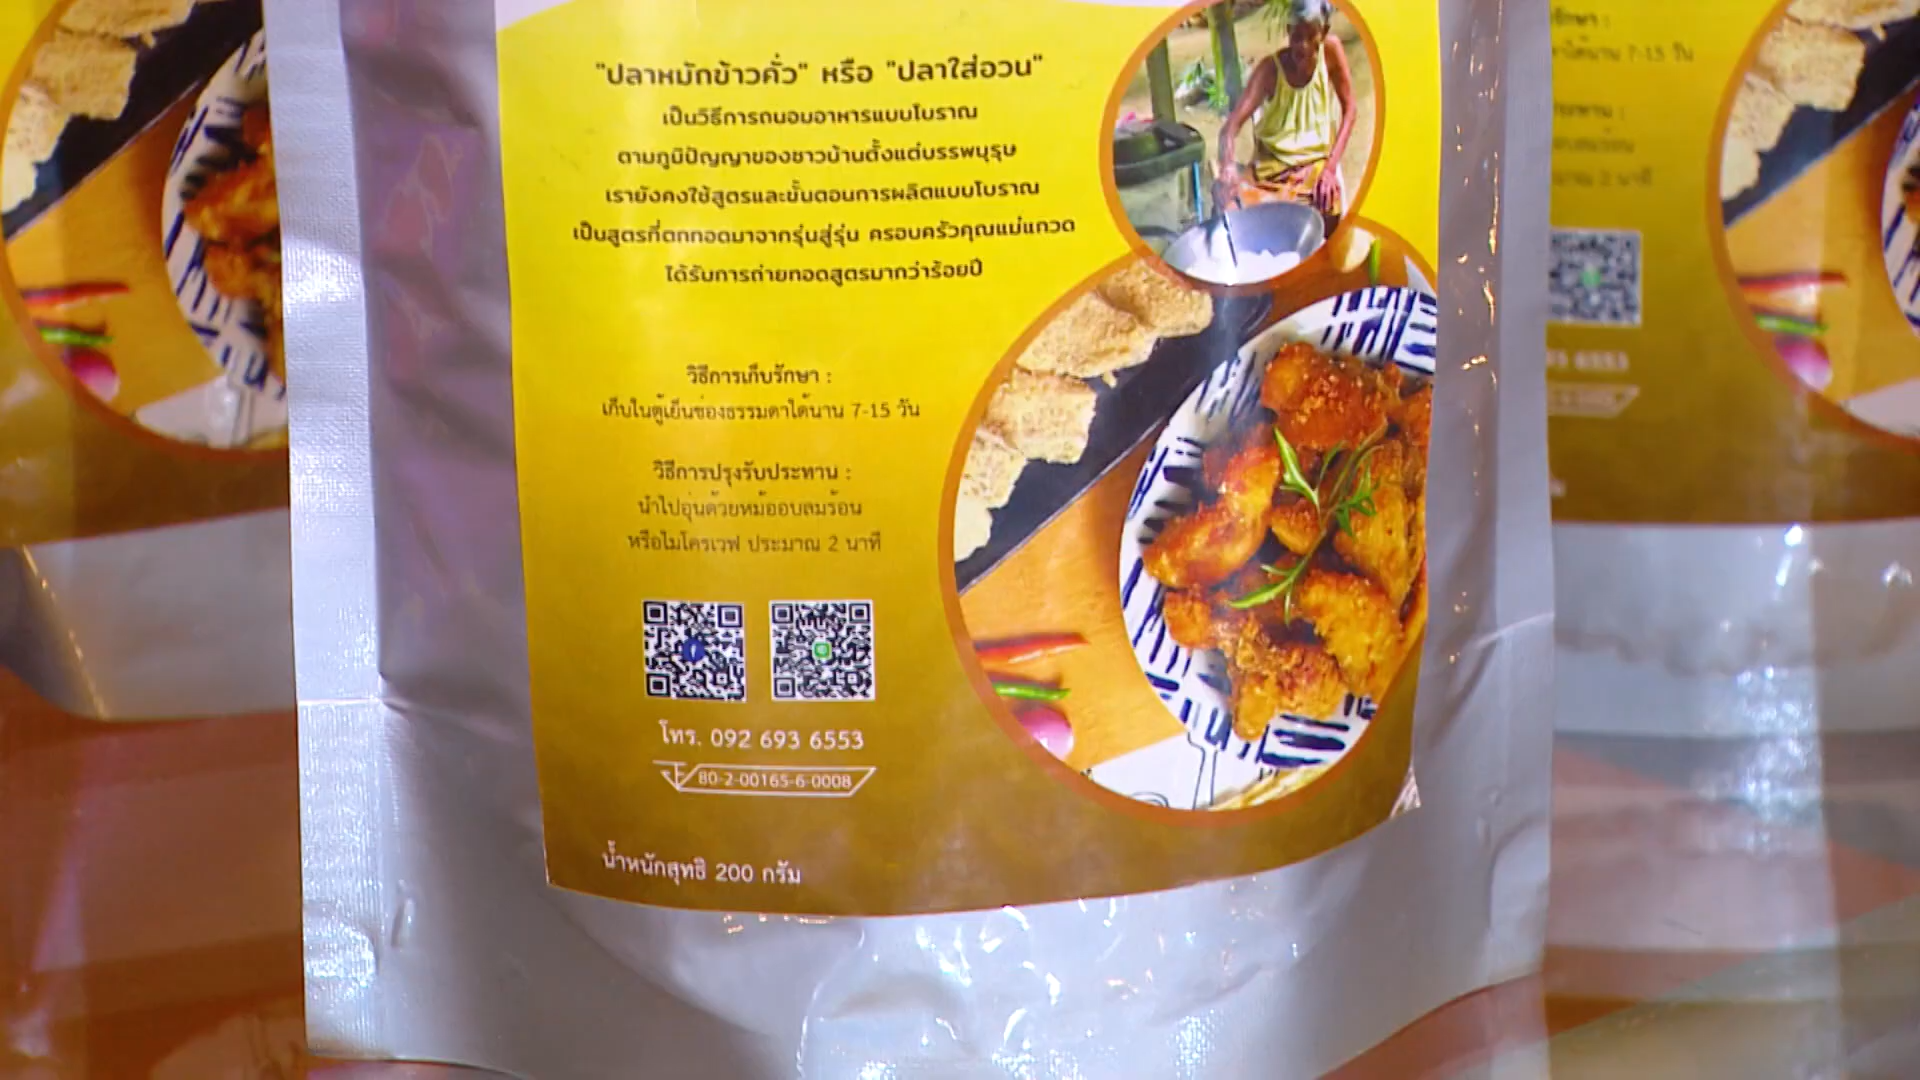 "ปลาหมักข้าวคั่ว" หรือ "ปลาใส่อวน"
เป็นวิธีการถนอมอาหารแบบโบราณ
ตามภูมิปัญญาของชาวบ้านตั้งแต่บรรพบุรุษ
เรายังคงใช้สูตรและขั้นตอนการผลิตแบบโบราณ
เป็นสูตรที่ตกทอดมาจากรุ่นสู่รุ่น ครอบครัวคุณแม่แกวด
ได้รับการถ่ายทอดสูตรมากว่าร้อยปี
วิธีการเก็บรักษา :
เก็บในตู้เย็นช่องธรรมดาได้นาน 7-15 วัน
วิธีการปรุงรับประทาน :
นำไปอุ่นด้วยหม้ออบลมร้อน
หรือไมโครเวฟ ประมาณ 2 นาที
โทร. 092 693 6553
80-2-00165-6-0008
น้ำหนักสุทธิ 200 กรัม
7-15 วัน
2 นาที
6553